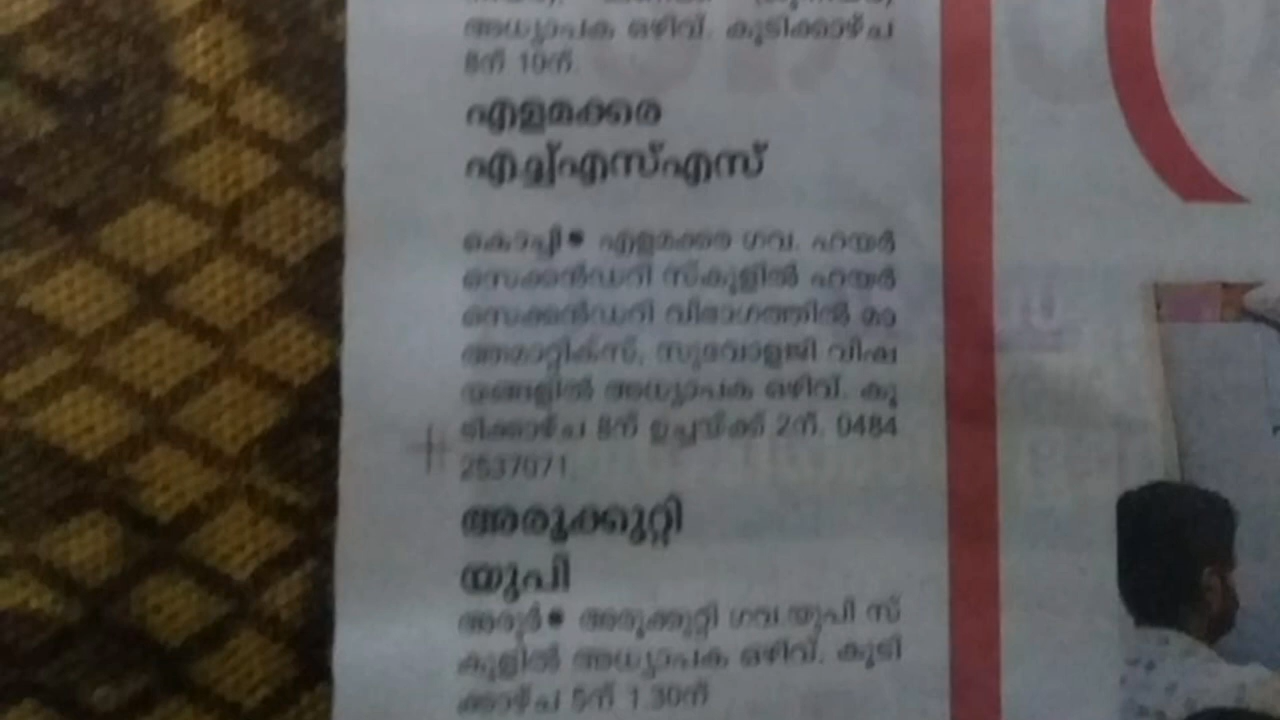 അധ്യാപക ഒഴിവ്. കൂടിക്കാഴ്ച
8ന് 10ന്.
എളമക്കര
എച്ച്എസ്എസ്
കൊച്ചി● എളമക്കര ഗവ. ഹയർ
സെക്കൻഡറി സ്കൂളിൽ ഹയർ
സെക്കൻഡറി വിഭാഗത്തിൽ മാ
ത്തമാറ്റിക്സ്, സുവോളജി വിഷ
യങ്ങളിൽ അധ്യാപക ഒഴിവ്. കൂ
ടിക്കാഴ്ച 8ന് ഉച്ചയ്ക്ക് 2ന്. 0484
2537071.
അരൂക്കുറ്റി
യുപി
അരൂർ● അരൂക്കുറ്റി ഗവ.യുപി സ്
കൂളിൽ അധ്യാപക ഒഴിവ്. കൂടി
ക്കാഴ്ച 5ന് 1.30ന്